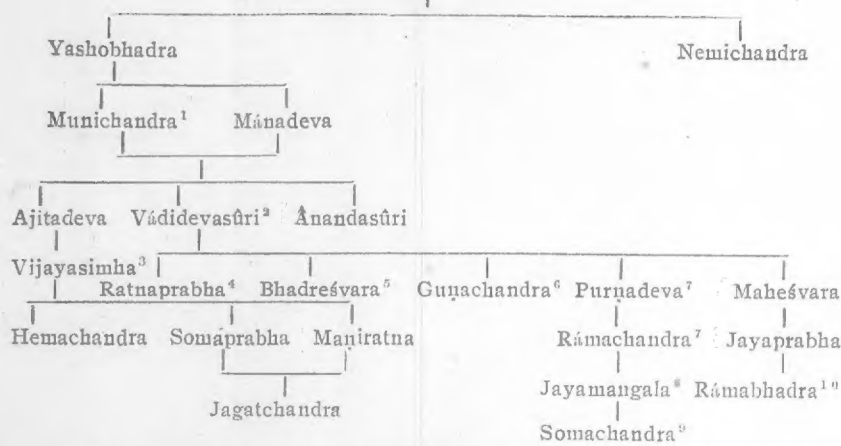 Yashobhadra Nemichandra
Munichandra¹ Mánadeva
Ajitadeva Vádidevasûri² Ânandasûri
Vijayasimha³
Ratnaprabha⁴ Bhadreśvara⁵ Guṇachandra⁶ Purṇadeva⁷ Maheśvara
Hemachandra Somáprabha Maṇiratna Rámachandra⁷ Jayaprabha
Jayamangala⁸ Rámabhadra¹⁰
Jagatchandra
Somachandra⁹